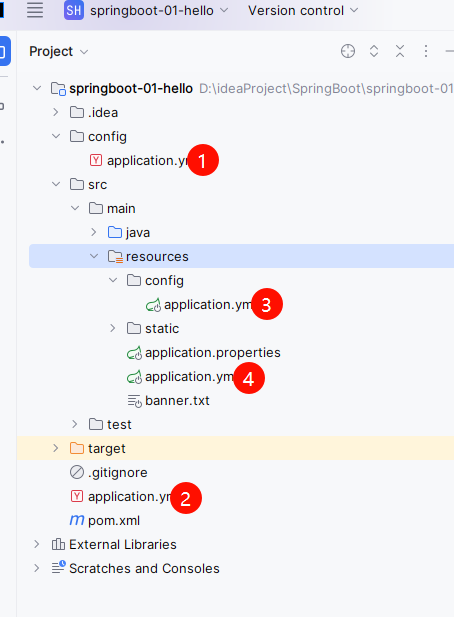 SH springboot-01-hello Version control
Project
springboot-01-hello D:\ideaProject\SpringBoot\springboot-01
.idea
config
application.y 1
src
main
java
resources
config
application.ym 3
static
application.properties
application.ym 4
banner.txt
test
target
.gitignore
application.y 2
m pom.xml
External Libraries
Scratches and Consoles